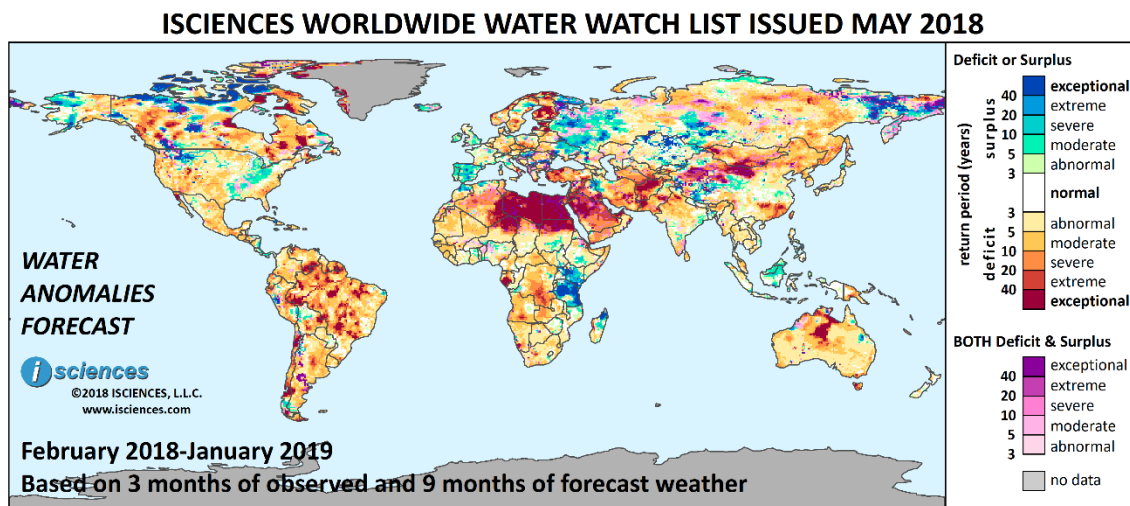 ISCIENCES WORLDWIDE WATER WATCH LIST ISSUED MAY 2018
WATER
ANOMALIES
FORECAST
i sciences
©2018 ISCIENCES, L.L.C.
www.isciences.com
February 2018-January 2019
Based on 3 months of observed and 9 months of forecast weather
Deficit or Surplus
return period (years)
surplus
deficit
exceptional
40
extreme
20
severe
10
moderate
5
abnormal
3
normal
3
abnormal
5
moderate
10
severe
20
extreme
40
exceptional
BOTH Deficit & Surplus
exceptional
40
extreme
20
severe
10
moderate
5
abnormal
3
no data